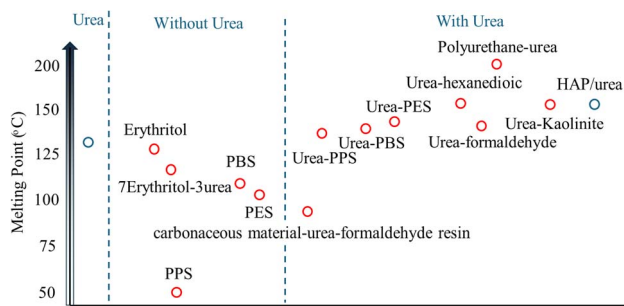 Urea
Without Urea
With Urea
Melting Point (°C)
200
150
125
100
75
50
Erythritol
7Erythritol-3urea
PBS
PES
PPS
Polyurethane-urea
Urea-hexanedioic
HAP/urea
Urea-PES
Urea-PBS
Urea-PPS
Urea-formaldehyde
Urea-Kaolinite
carbonaceous material-urea-formaldehyde resin